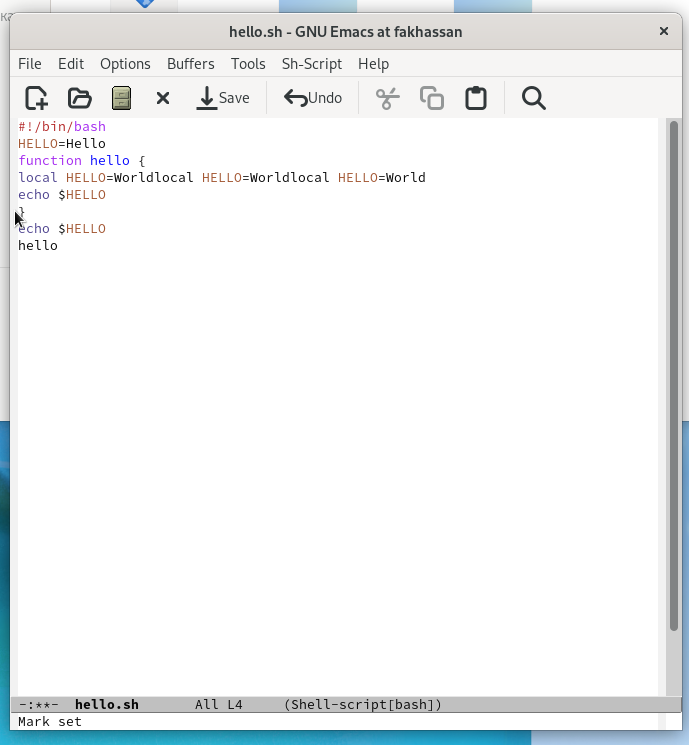 ка
hello.sh - GNU Emacs at fakhassan ×
File Edit Options Buffers Tools Sh-Script Help
Save Undo
#!/bin/bash
HELLO=Hello
function hello {
local HELLO=Worldlocal HELLO=Worldlocal HELLO=World
echo $HELLO
}
echo $HELLO
hello
-:**- hello.sh All L4 (Shell-script[bash])
Mark set